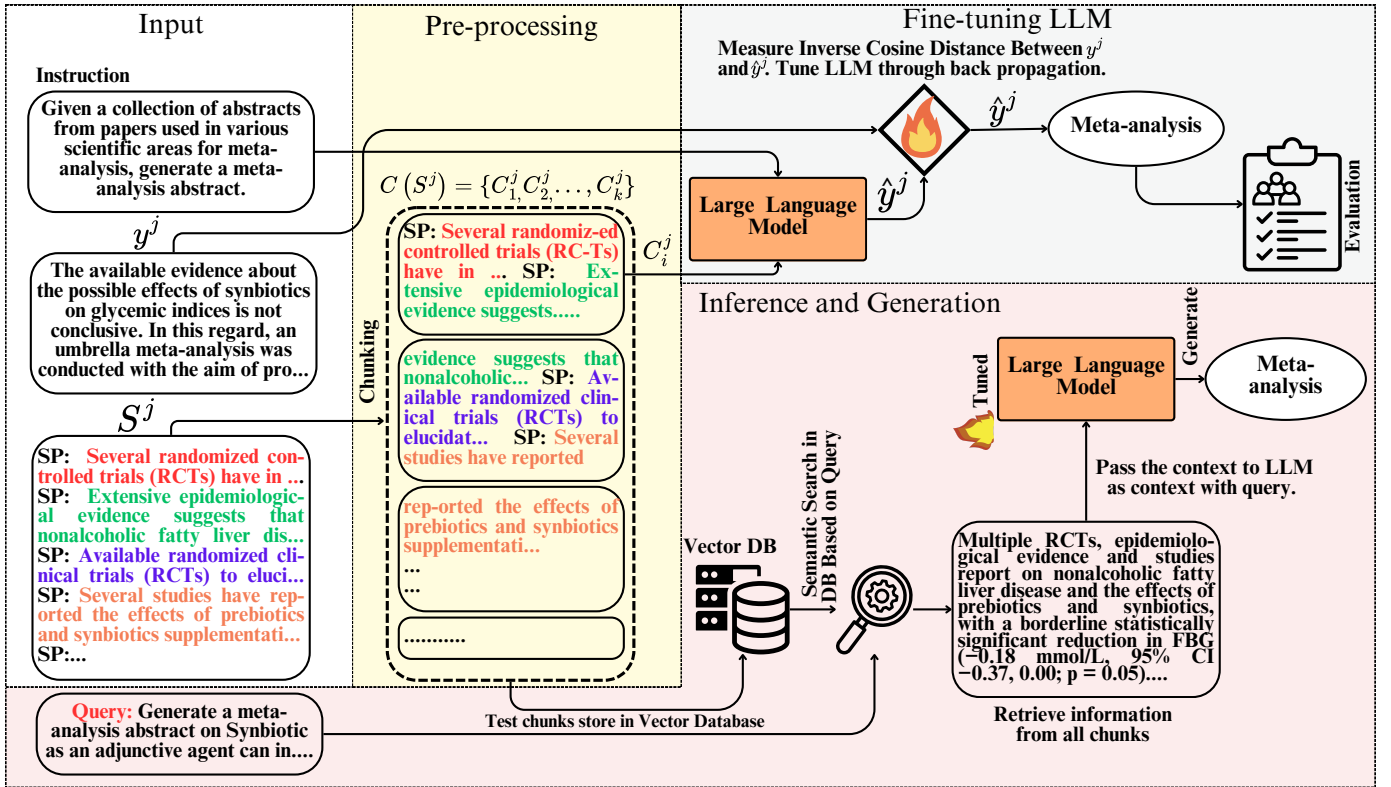 Input
Instruction
Given a collection of abstracts
from papers used in various
scientific areas for meta-
analysis, generate a meta-
analysis abstract.
y^j
The available evidence about
the possible effects of synbiotics
on glycemic indices is not
conclusive. In this regard, an
umbrella meta-analysis was
conducted with the aim of pro...
S^j
SP: Several randomized con-
trolled trials (RCTs) have in ...
SP: Extensive epidemiologic-
al evidence suggests that
nonalcoholic fatty liver dis...
SP: Available randomized cli-
nical trials (RCTs) to eluci...
SP: Several studies have rep-
orted the effects of prebiotics
and synbiotics supplementati...
SP:...
Pre-processing
C (S^j) = {C_1^j, C_2^j, ..., C_k^j}
Chunking
SP: Several randomiz-ed
controlled trials (RC-Ts)
have in ... SP: Ex-
tensive epidemiological
evidence suggests.....
C_i^j
evidence suggests that
nonalcoholic... SP: Av-
ailable randomized clin-
ical trials (RCTs) to
elucidat... SP: Several
studies have reported
rep-orted the effects of
prebiotics and synbiotics
supplementati...
...
...
...........
Fine-tuning LLM
Measure Inverse Cosine Distance Between y^j
and ŷ^j. Tune LLM through back propagation.
Large Language
Model
ŷ^j
ŷ^j
Meta-analysis
Evaluation
Inference and Generation
Vector DB
Semantic Search in
DB Based on Query
Multiple RCTs, epidemiolo-
ogical evidence and studies
report on nonalcoholic fatty
liver disease and the effects of
prebiotics and synbiotics,
with a borderline statistically
significant reduction in FBG
(−0.18 mmol/L, 95% CI
−0.37, 0.00; p = 0.05)....
Retrieve information
from all chunks
Pass the context to LLM
as context with query.
Tuned
Large Language
Model
Generate
Meta-
analysis
Test chunks store in Vector Database
Query: Generate a meta-
analysis abstract on Synbiotic
as an adjunctive agent can in....